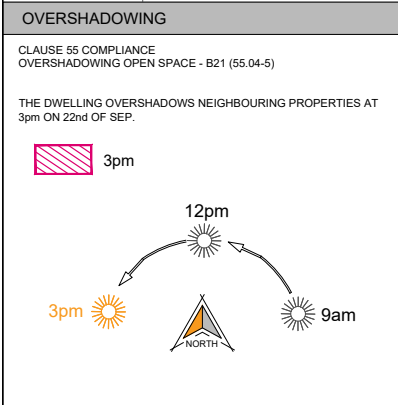 OVERSHADOWING
CLAUSE 55 COMPLIANCE
OVERSHADOWING OPEN SPACE - B21 (55.04-5)
THE DWELLING OVERSHADOWS NEIGHBOURING PROPERTIES AT
3pm ON 22nd OF SEP.
3pm
12pm
3pm
9am
NORTH